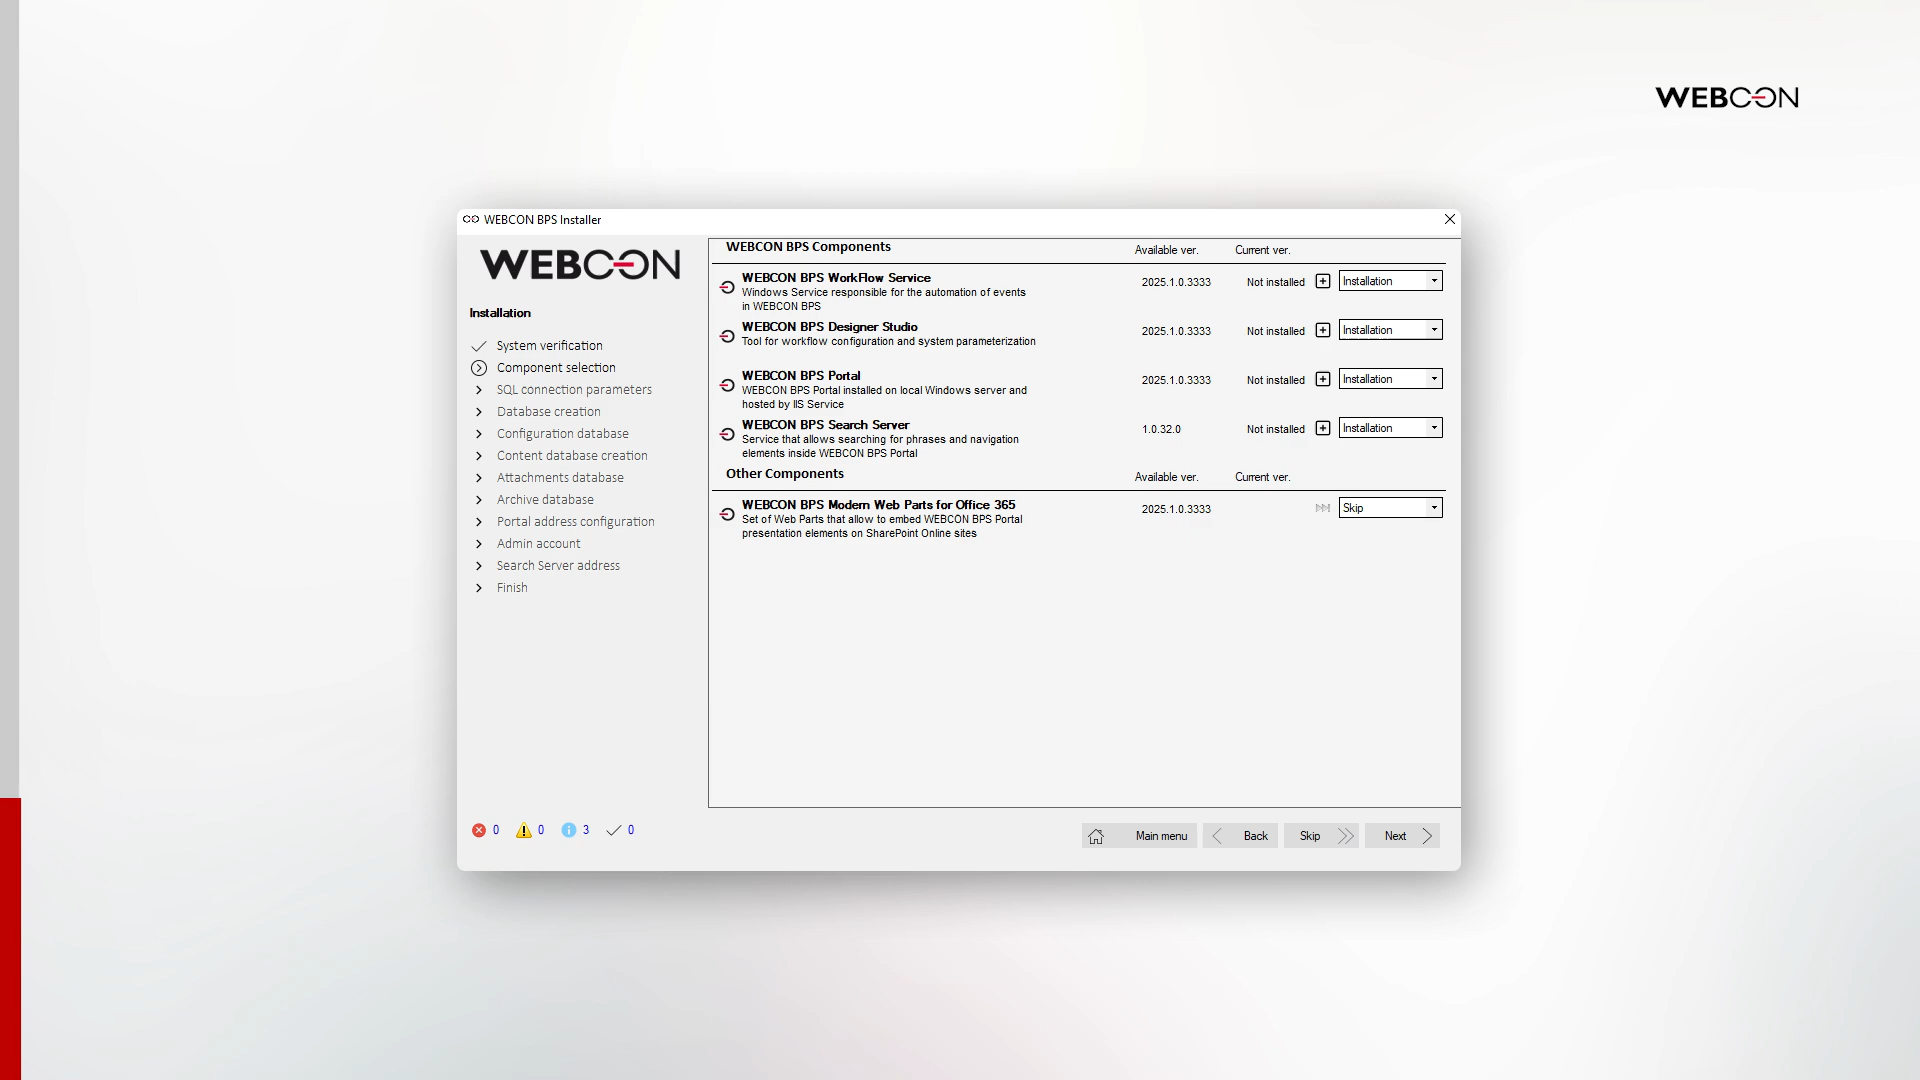 WEBCON
WEBCON BPS Installer
WEBCON
Installation
System verification
Component selection
SQL connection parameters
Database creation
Configuration database
Content database creation
Attachments database
Archive database
Portal address configuration
Admin account
Search Server address
Finish
WEBCON BPS Components Available ver. Current ver.
WEBCON BPS WorkFlow Service
Windows Service responsible for the automation of events
in WEBCON BPS
2025.1.0.3333 Not installed Installation
WEBCON BPS Designer Studio
Tool for workflow configuration and system parameterization
2025.1.0.3333 Not installed Installation
WEBCON BPS Portal
WEBCON BPS Portal installed on local Windows server and
hosted by IIS Service
2025.1.0.3333 Not installed Installation
WEBCON BPS Search Server
Service that allows searching for phrases and navigation
elements inside WEBCON BPS Portal
1.0.32.0 Not installed Installation
Other Components Available ver. Current ver.
WEBCON BPS Modern Web Parts for Office 365
Set of Web Parts that allow to embed WEBCON BPS Portal
presentation elements on SharePoint Online sites
2025.1.0.3333 Skip
0 0 3 0
Main menu Back Skip Next